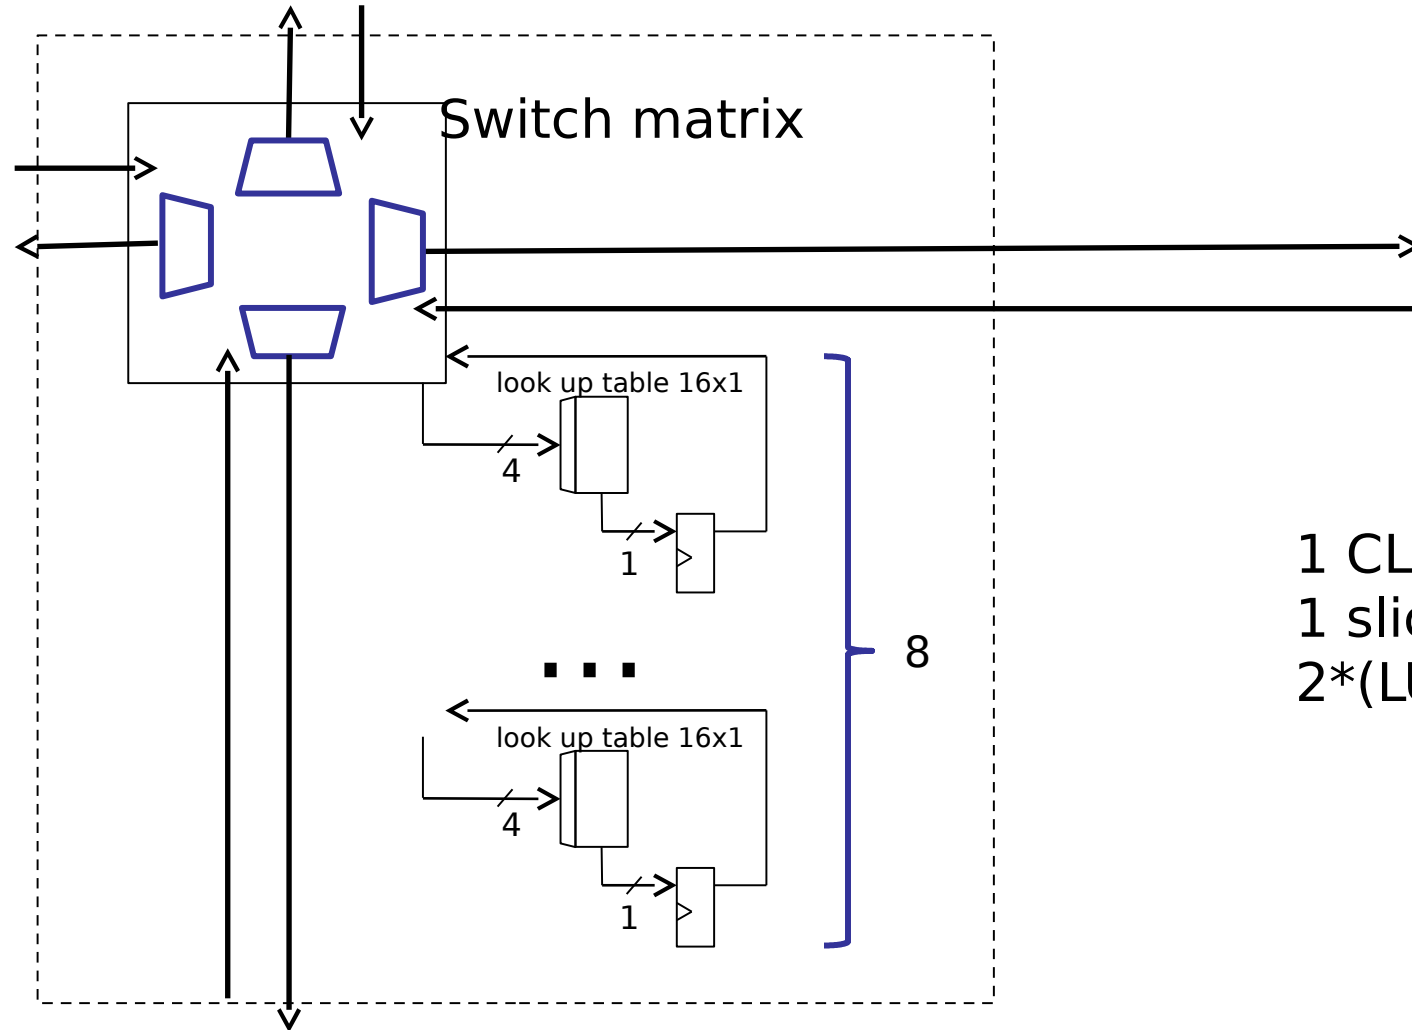 Switch matrix
look up table 16x1
4
1
8
look up table 16x1
4
1
1 CL
1 slic
2*(LU